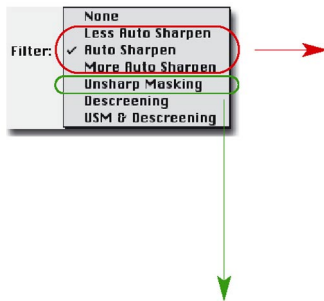 None
Less Auto Sharpen
Filter: ✓ Auto Sharpen
More Auto Sharpen
Unsharp Masking
Descreening
USM & Descreening